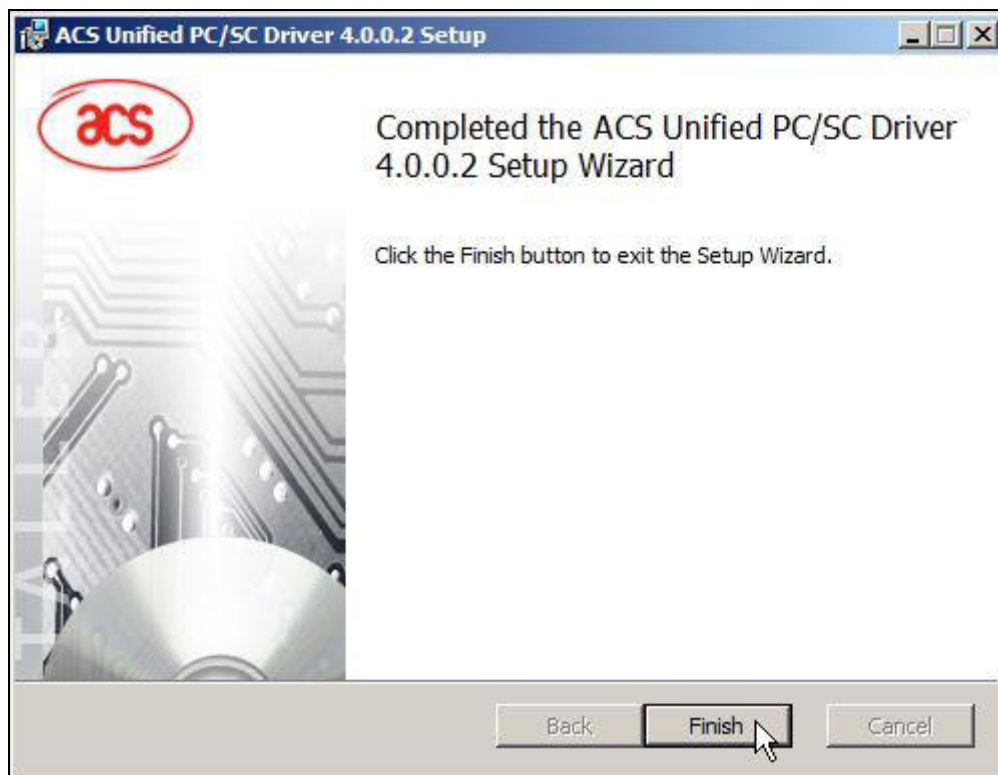 ACS Unified PC/SC Driver 4.0.0.2 Setup
acs
Completed the ACS Unified PC/SC Driver
4.0.0.2 Setup Wizard
Click the Finish button to exit the Setup Wizard.
Back
Finish
Cancel